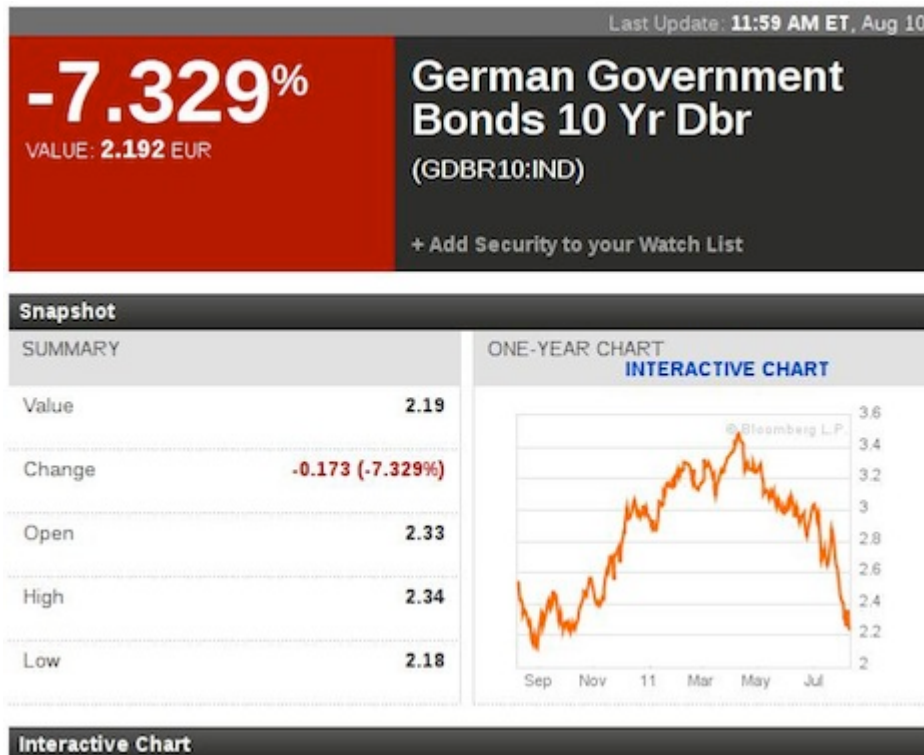 Last Update: 11:59 AM ET, Aug 10
-7.329%
VALUE: 2.192 EUR
German Government
Bonds 10 Yr Dbr
(GDBR10:IND)
+ Add Security to your Watch List
Snapshot
SUMMARY
Value 2.19
Change -0.173 (-7.329%)
Open 2.33
High 2.34
Low 2.18
ONE-YEAR CHART
INTERACTIVE CHART
© Bloomberg L.P.
3.6
3.4
3.2
3
2.8
2.6
2.4
2.2
2
Sep Nov 11 Mar May Jul
Interactive Chart